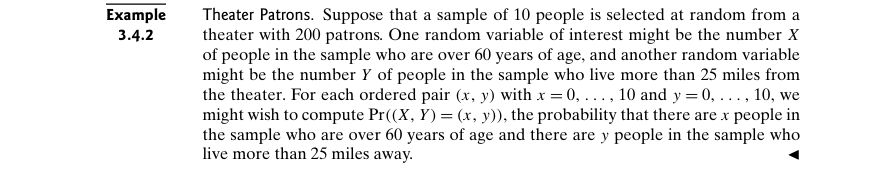 Example Theater Patrons. Suppose that a sample of 10 people is selected at random from a
3.4.2 theater with 200 patrons. One random variable of interest might be the number X
of people in the sample who are over 60 years of age, and another random variable
might be the number Y of people in the sample who live more than 25 miles from
the theater. For each ordered pair (x, y) with x = 0, . . . , 10 and y = 0, . . . , 10, we
might wish to compute Pr((X, Y) = (x, y)), the probability that there are x people in
the sample who are over 60 years of age and there are y people in the sample who
live more than 25 miles away. ◄